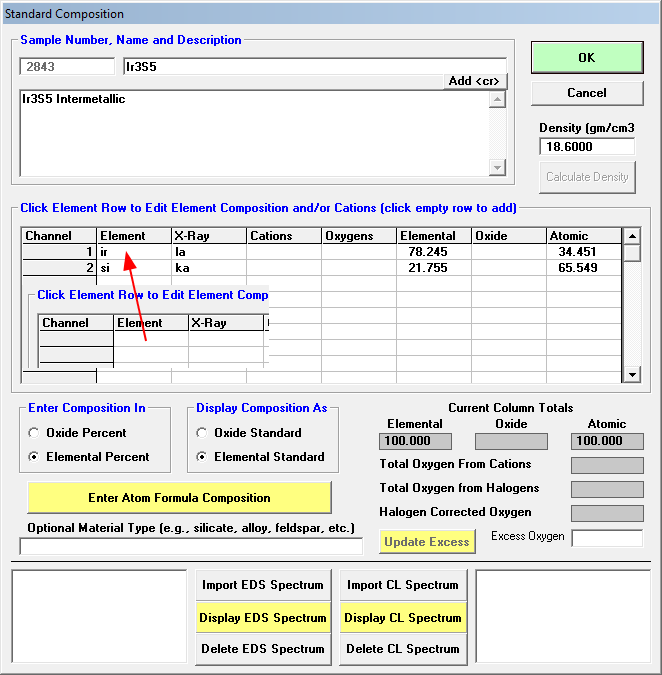 Standard Composition
Sample Number, Name and Description
2843 Ir3S5
Add <cr>
Ir3S5 Intermetallic
OK
Cancel
Density (gm/cm3
18.6000
Calculate Density
Click Element Row to Edit Element Composition and/or Cations (click empty row to add)
Channel Element X-Ray Cations Oxygens Elemental Oxide Atomic
1 ir la 78.245 34.451
2 si ka 21.755 65.549
Click Element Row to Edit Element Comp
Channel Element X-Ray
Enter Composition In
Oxide Percent
Elemental Percent
Display Composition As
Oxide Standard
Elemental Standard
Current Column Totals
Elemental Oxide Atomic
100.000 100.000
Total Oxygen From Cations
Total Oxygen from Halogens
Halogen Corrected Oxygen
Enter Atom Formula Composition
Optional Material Type (e.g., silicate, alloy, feldspar, etc.)
Update Excess
Excess Oxygen
Import EDS Spectrum
Display EDS Spectrum
Delete EDS Spectrum
Import CL Spectrum
Display CL Spectrum
Delete CL Spectrum